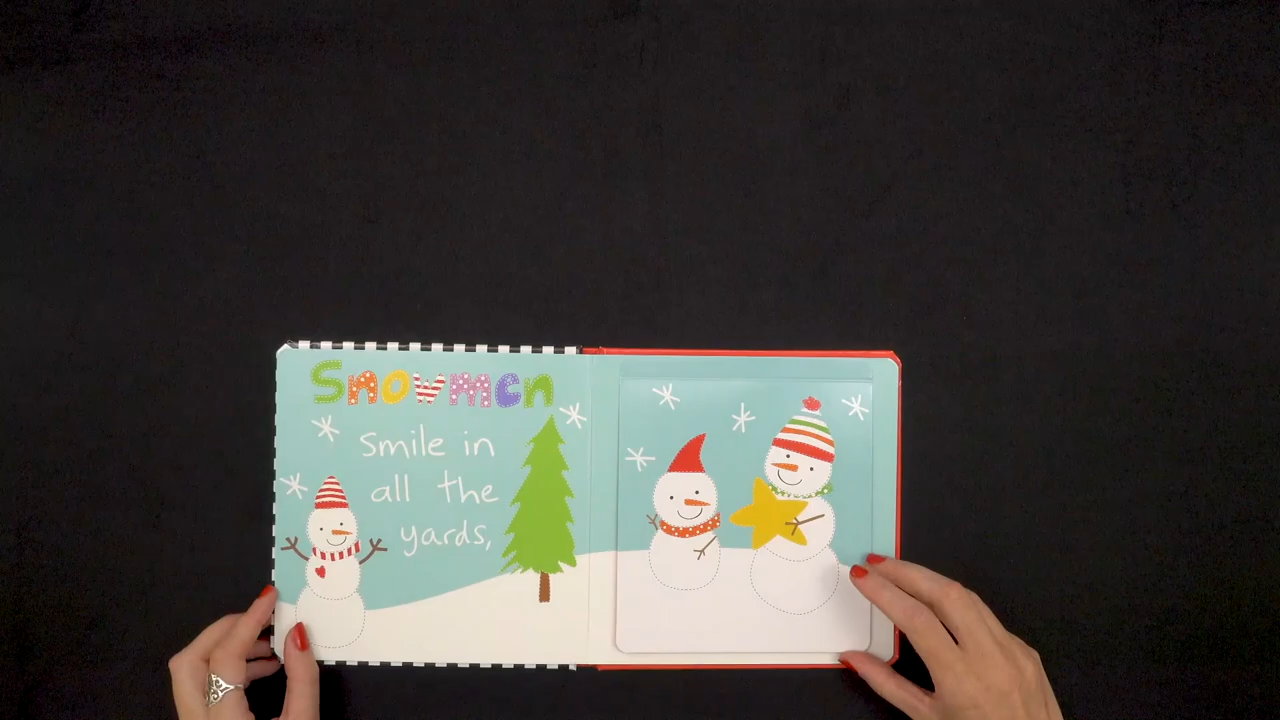 Snowmen
smile in
all the
yards,